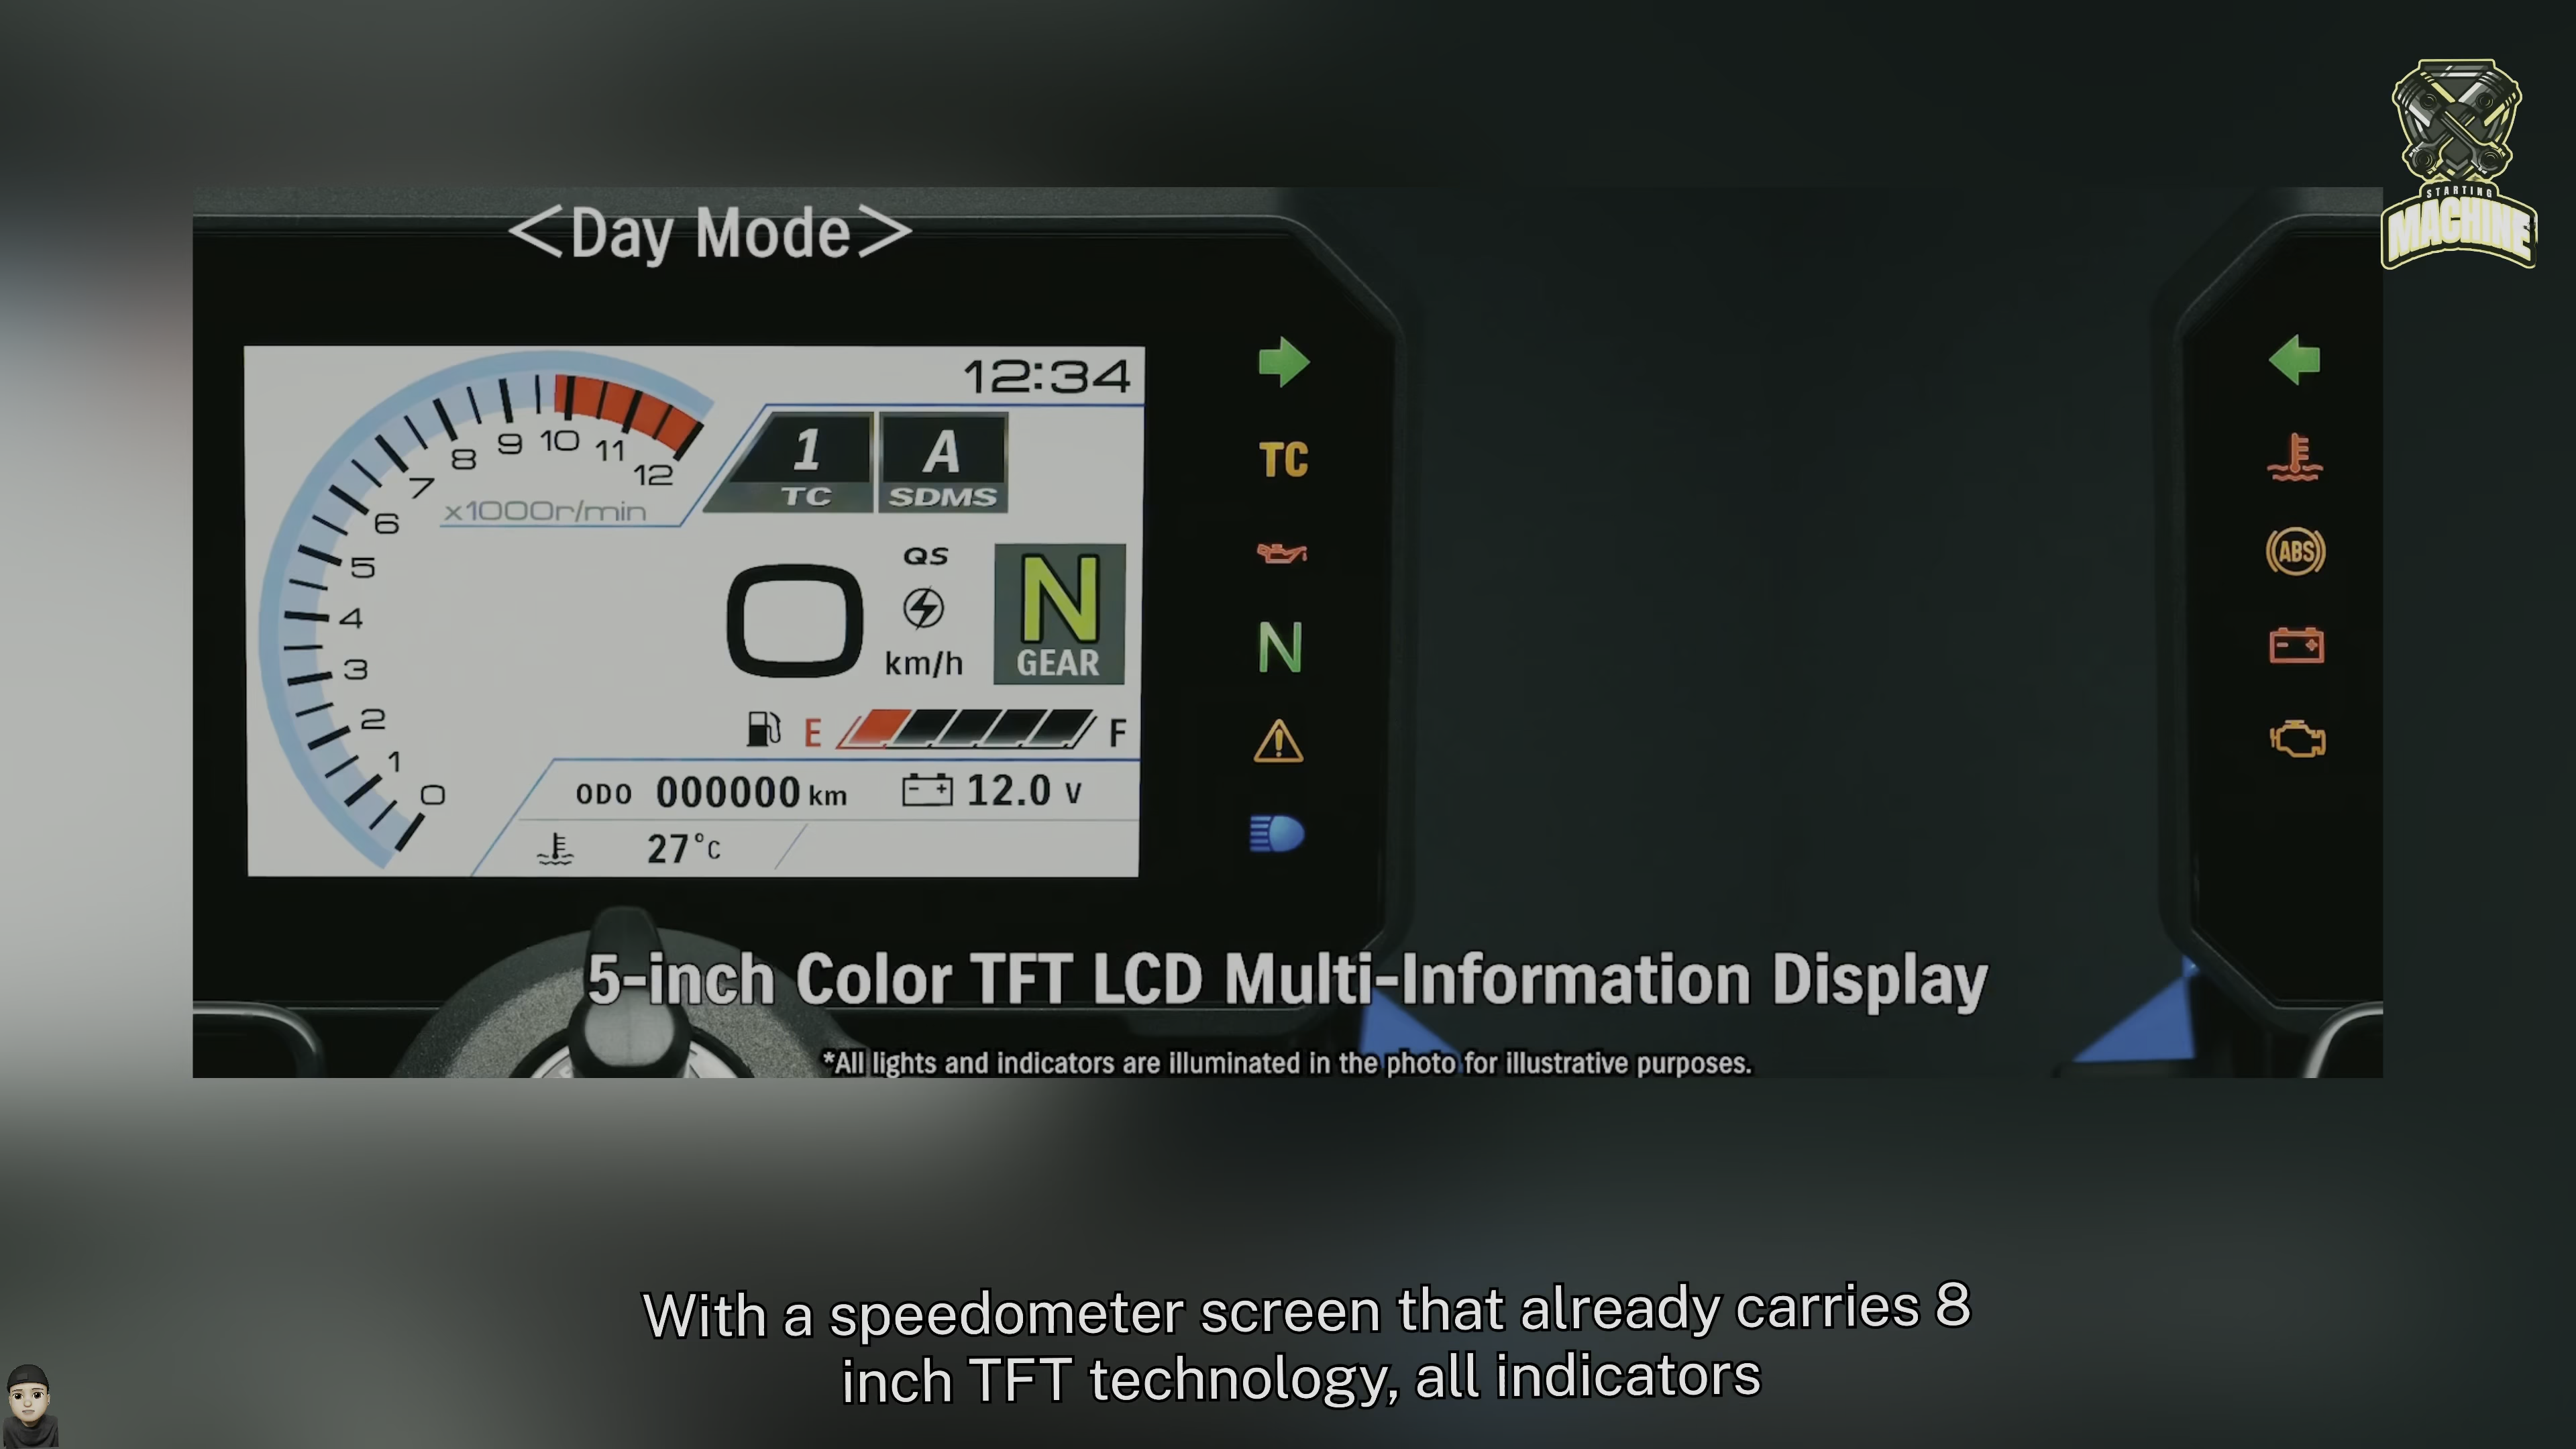 STARTING
MACHINE
<Day Mode>
12:34
1
TC
A
SDMS
0
1
2
3
4
5
6
7
8
9
10
11
12
x1000r/min
0
QS
km/h
N
GEAR
E
F
ODO 000000 km
12.0 V
27°C
TC
N
ABS
5-inch Color TFT LCD Multi-Information Display
*All lights and indicators are illuminated in the photo for illustrative purposes.
With a speedometer screen that already carries 8
inch TFT technology, all indicators